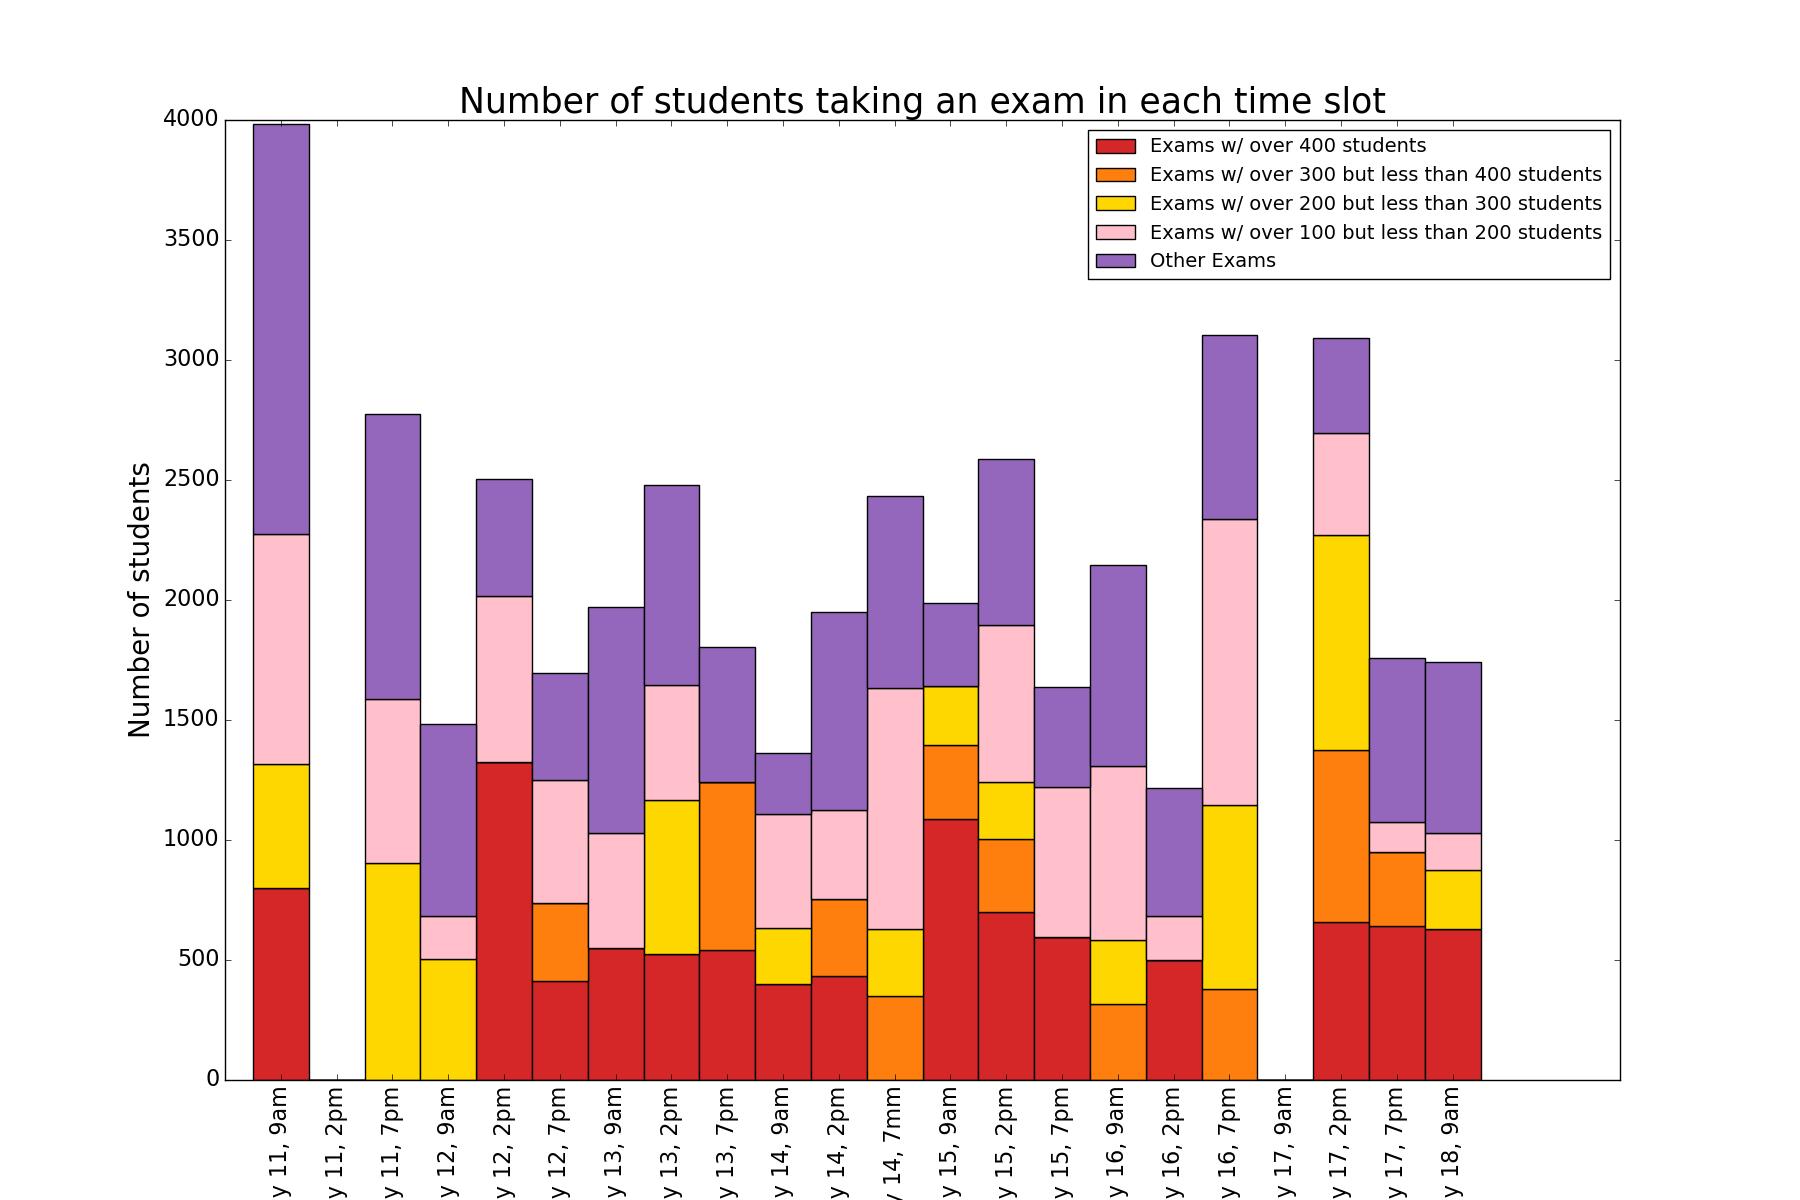 Number of students taking an exam in each time slot
Exams w/ over 400 students
Exams w/ over 300 but less than 400 students
Exams w/ over 200 but less than 300 students
Exams w/ over 100 but less than 200 students
Other Exams
Number of students
4000
3500
3000
2500
2000
1500
1000
500
0
y 11, 9am
y 11, 2pm
y 11, 7pm
y 12, 9am
y 12, 2pm
y 12, 7pm
y 13, 9am
y 13, 2pm
y 13, 7pm
y 14, 9am
y 14, 2pm
y 14, 7mm
y 15, 9am
y 15, 2pm
y 15, 7pm
y 16, 9am
y 16, 2pm
y 16, 7pm
y 17, 9am
y 17, 2pm
y 17, 7pm
y 18, 9am